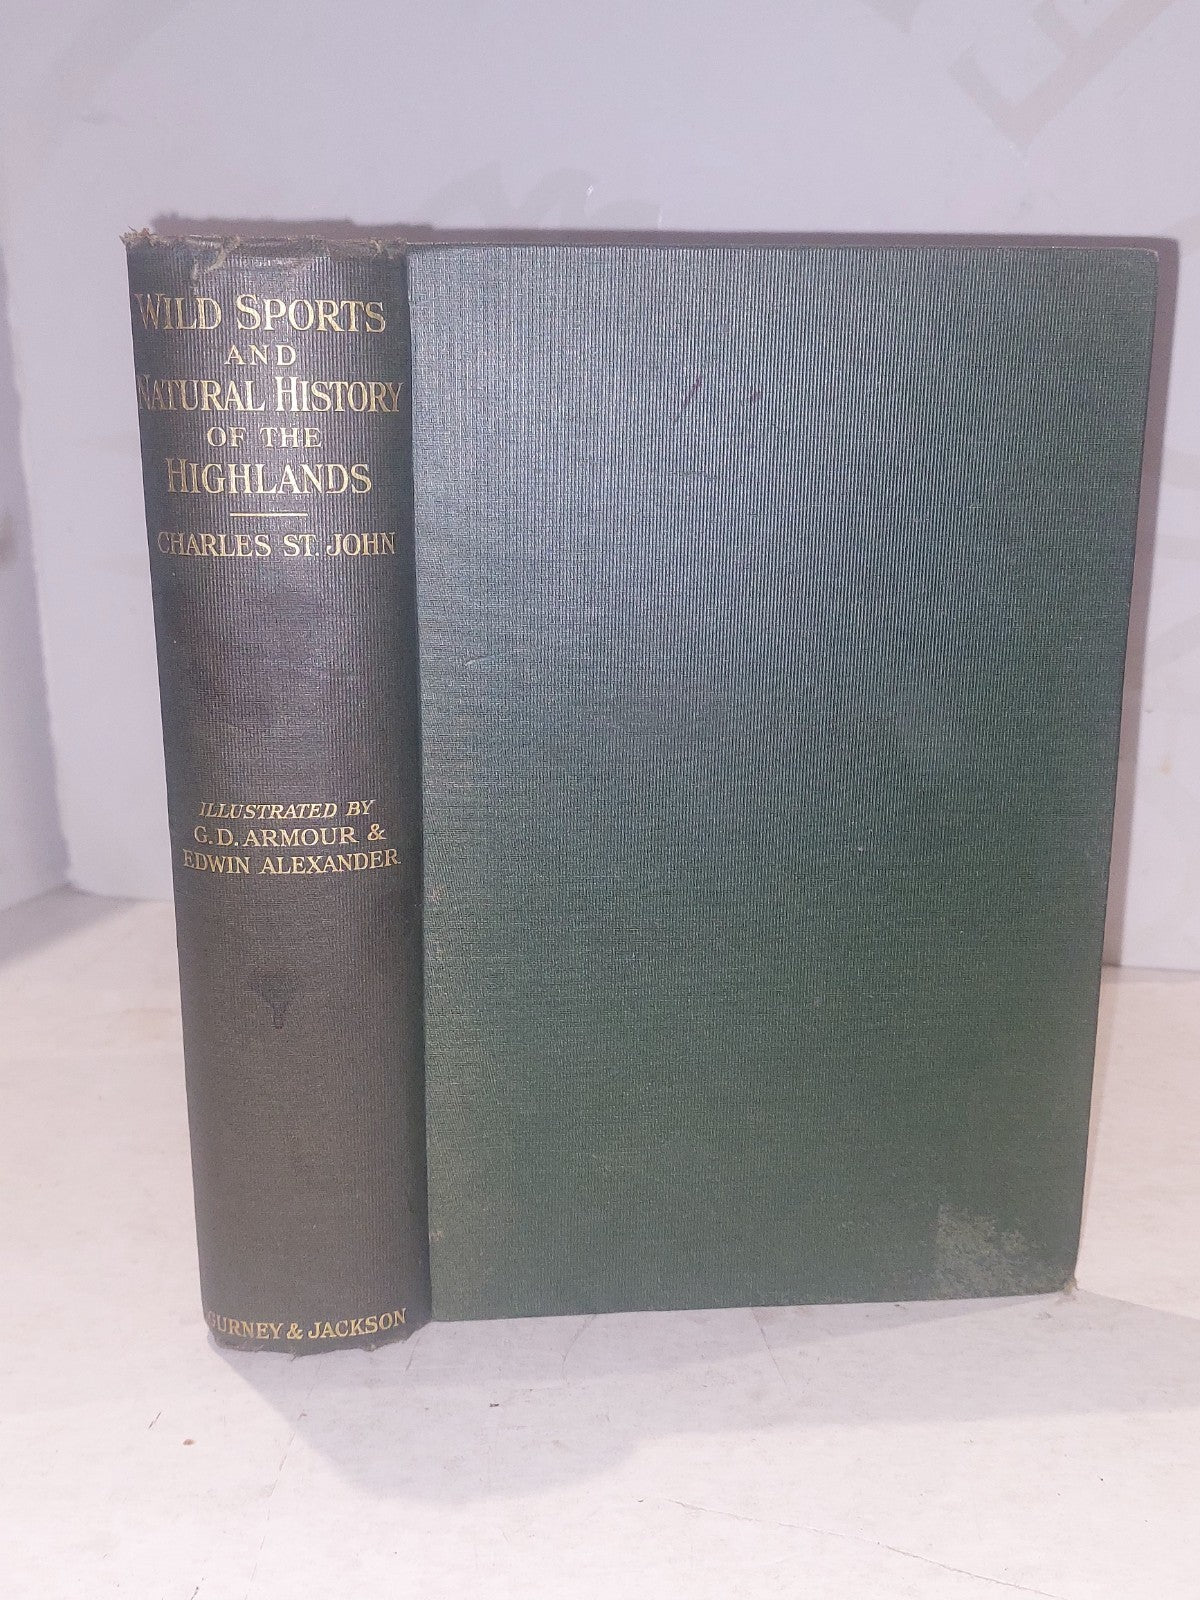 WILD SPORTS
AND
NATURAL HISTORY
OF THE
HIGHLANDS
CHARLES ST. JOHN
ILLUSTRATED BY
G.D. ARMOUR &
EDWIN ALEXANDER
GURNEY & JACKSON